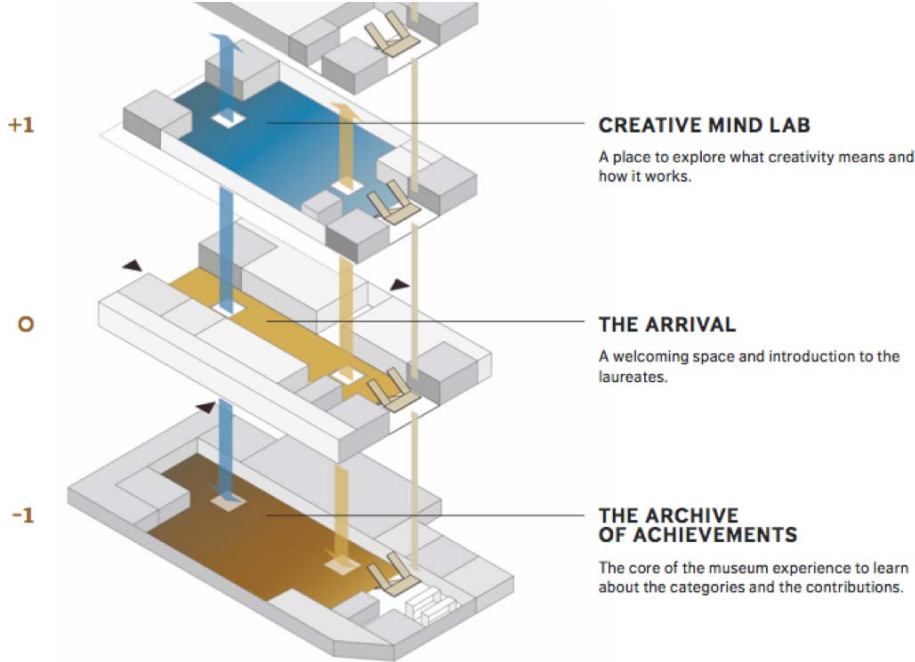 +1
CREATIVE MIND LAB
A place to explore what creativity means and
how it works.
0
THE ARRIVAL
A welcoming space and introduction to the
laureates.
-1
THE ARCHIVE
OF ACHIEVEMENTS
The core of the museum experience to learn
about the categories and the contributions.